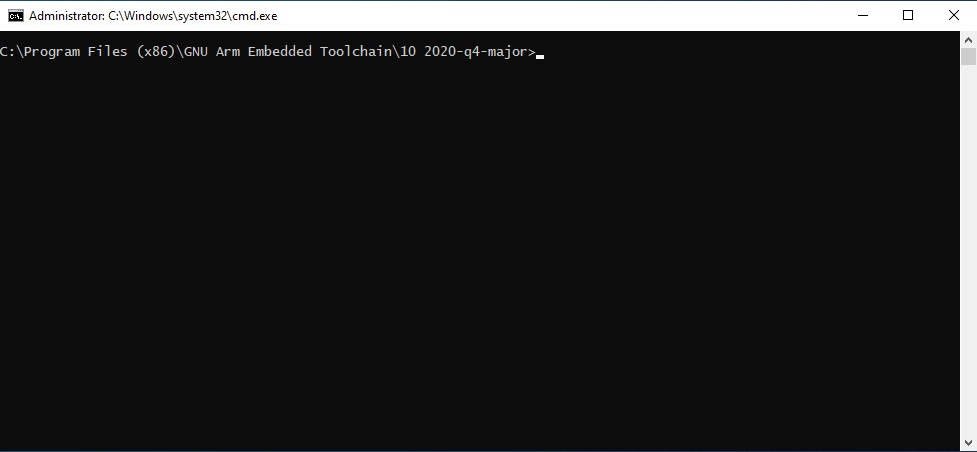 Administrator: C:\Windows\system32\cmd.exe
C:\Program Files (x86)\GNU Arm Embedded Toolchain\10 2020-q4-major>